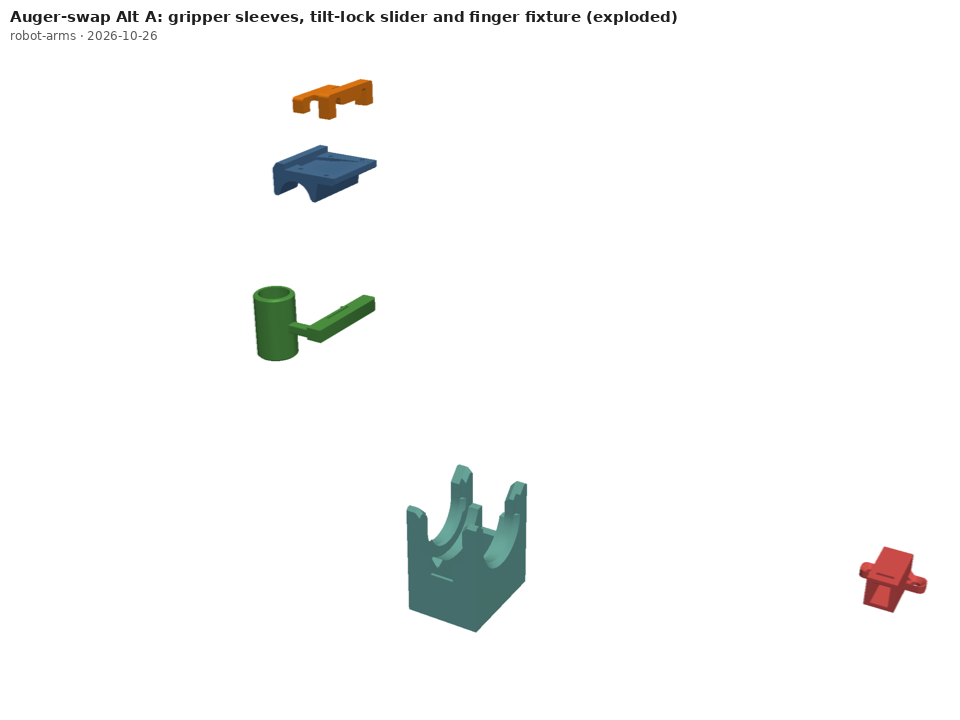 Auger-swap Alt A: gripper sleeves, tilt-lock slider and finger fixture (exploded)
robot-arms · 2026-10-26